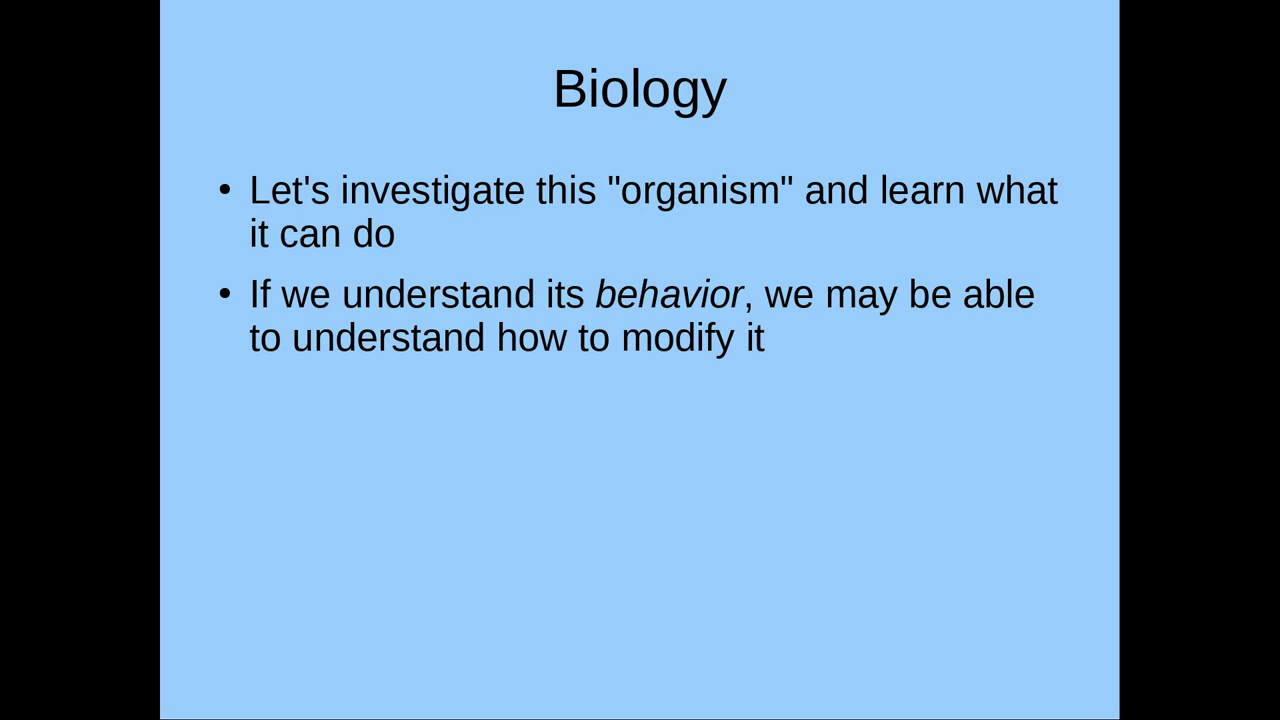 Biology
• Let's investigate this "organism" and learn what
it can do
• If we understand its behavior, we may be able
to understand how to modify it